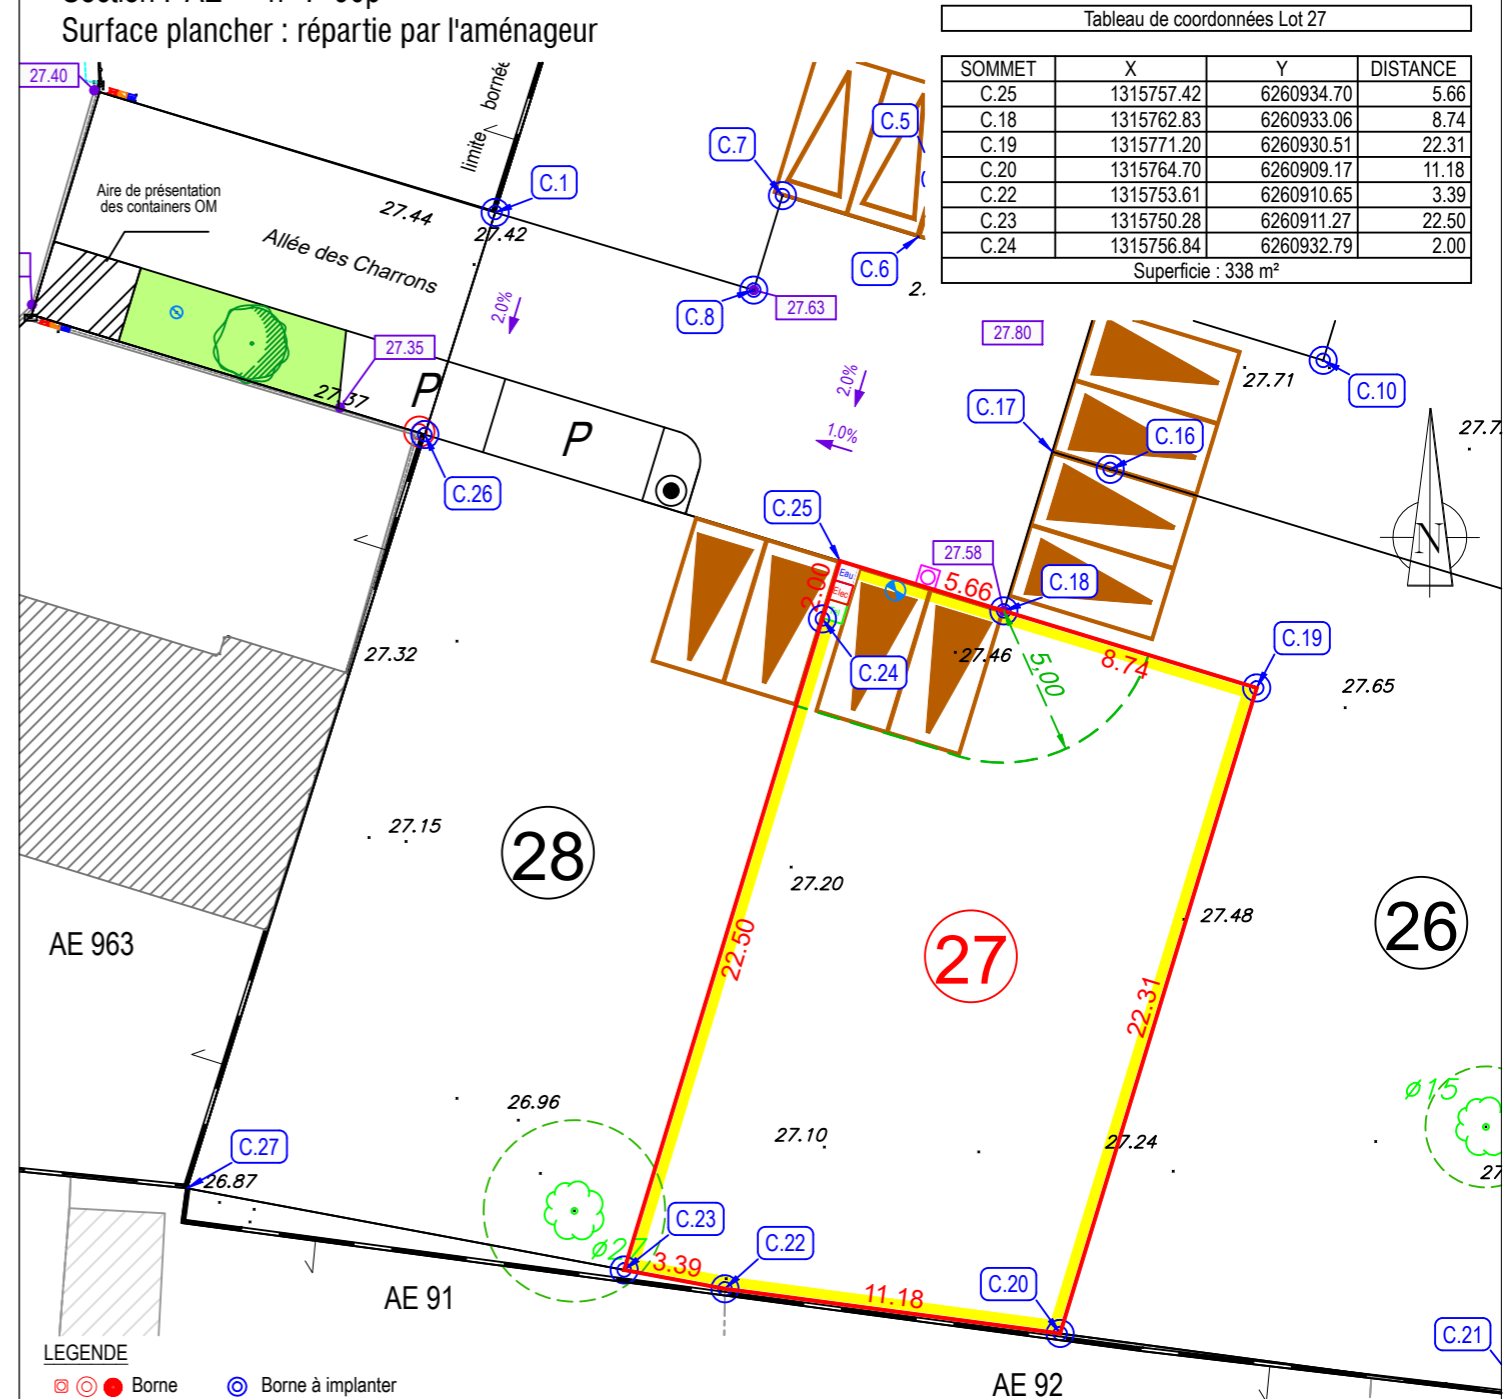 Surface plancher : répartie par l'aménageur
Tableau de coordonnées Lot 27
SOMMET X Y DISTANCE
C.25 1315757.42 6260934.70 5.66
C.18 1315762.83 6260933.06 8.74
C.19 1315771.20 6260930.51 22.31
C.20 1315764.70 6260909.17 11.18
C.22 1315753.61 6260910.65 3.39
C.23 1315750.28 6260911.27 22.50
C.24 1315756.84 6260932.79 2.00
Superficie : 338 m²
27.40
limite bornée
C.5
C.7
C.1
Aire de présentation
des containers OM
27.44
27.42
Allée des Charrons
C.6
2.0%
C.8
27.63
27.80
27.35
27.37
P
P
2.0%
1.0%
27.71
C.10
C.17
C.16
C.26
C.25
N
27.58
Eau
Elec
2.00
5.66
C.18
C.24
27.46
5.00
8.74
C.19
27.32
27.65
27.15
28
27.20
22.50
27
27.48
26
AE 963
22.31
ø15
26.96
27.10
27.24
C.27
26.87
C.23
ø27
3.39
C.22
11.18
C.20
AE 91
C.21
LEGENDE
Borne
Borne à implanter
AE 92